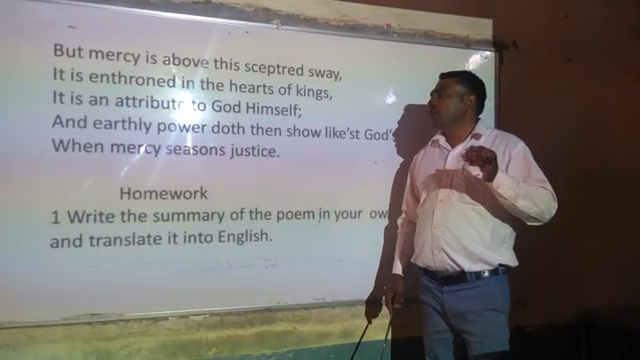 But mercy is above this sceptred sway,
It is enthroned in the hearts of kings,
It is an attribute to God Himself;
And earthly power doth then show like'st God'
When mercy seasons justice.
Homework
1 Write the summary of the poem in your ow
and translate it into English.